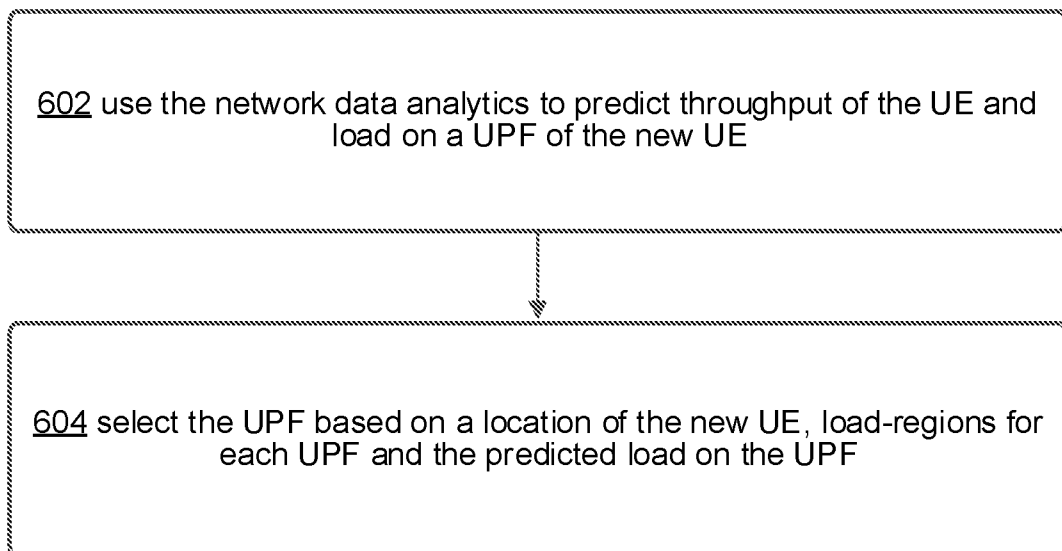 602 use the network data analytics to predict throughput of the UE and
load on a UPF of the new UE
604 select the UPF based on a location of the new UE, load-regions for
each UPF and the predicted load on the UPF